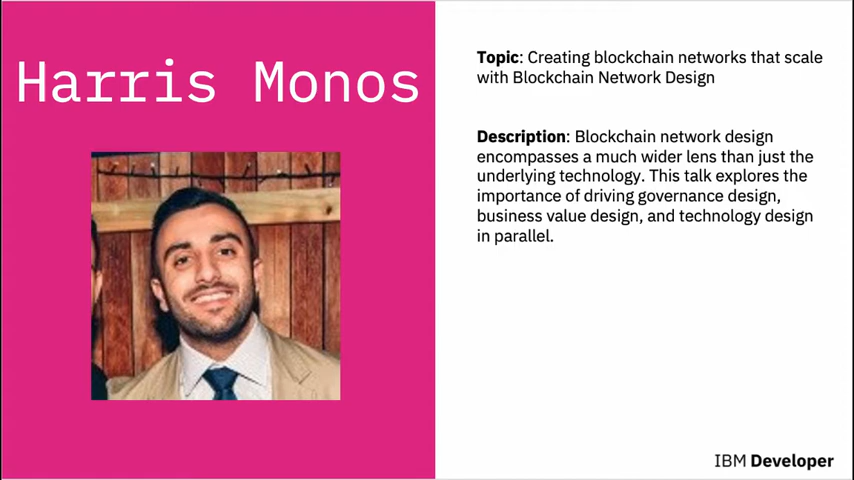 Harris Monos
Topic: Creating blockchain networks that scale
with Blockchain Network Design
Description: Blockchain network design
encompasses a much wider lens than just the
underlying technology. This talk explores the
importance of driving governance design,
business value design, and technology design
in parallel.
IBM Developer